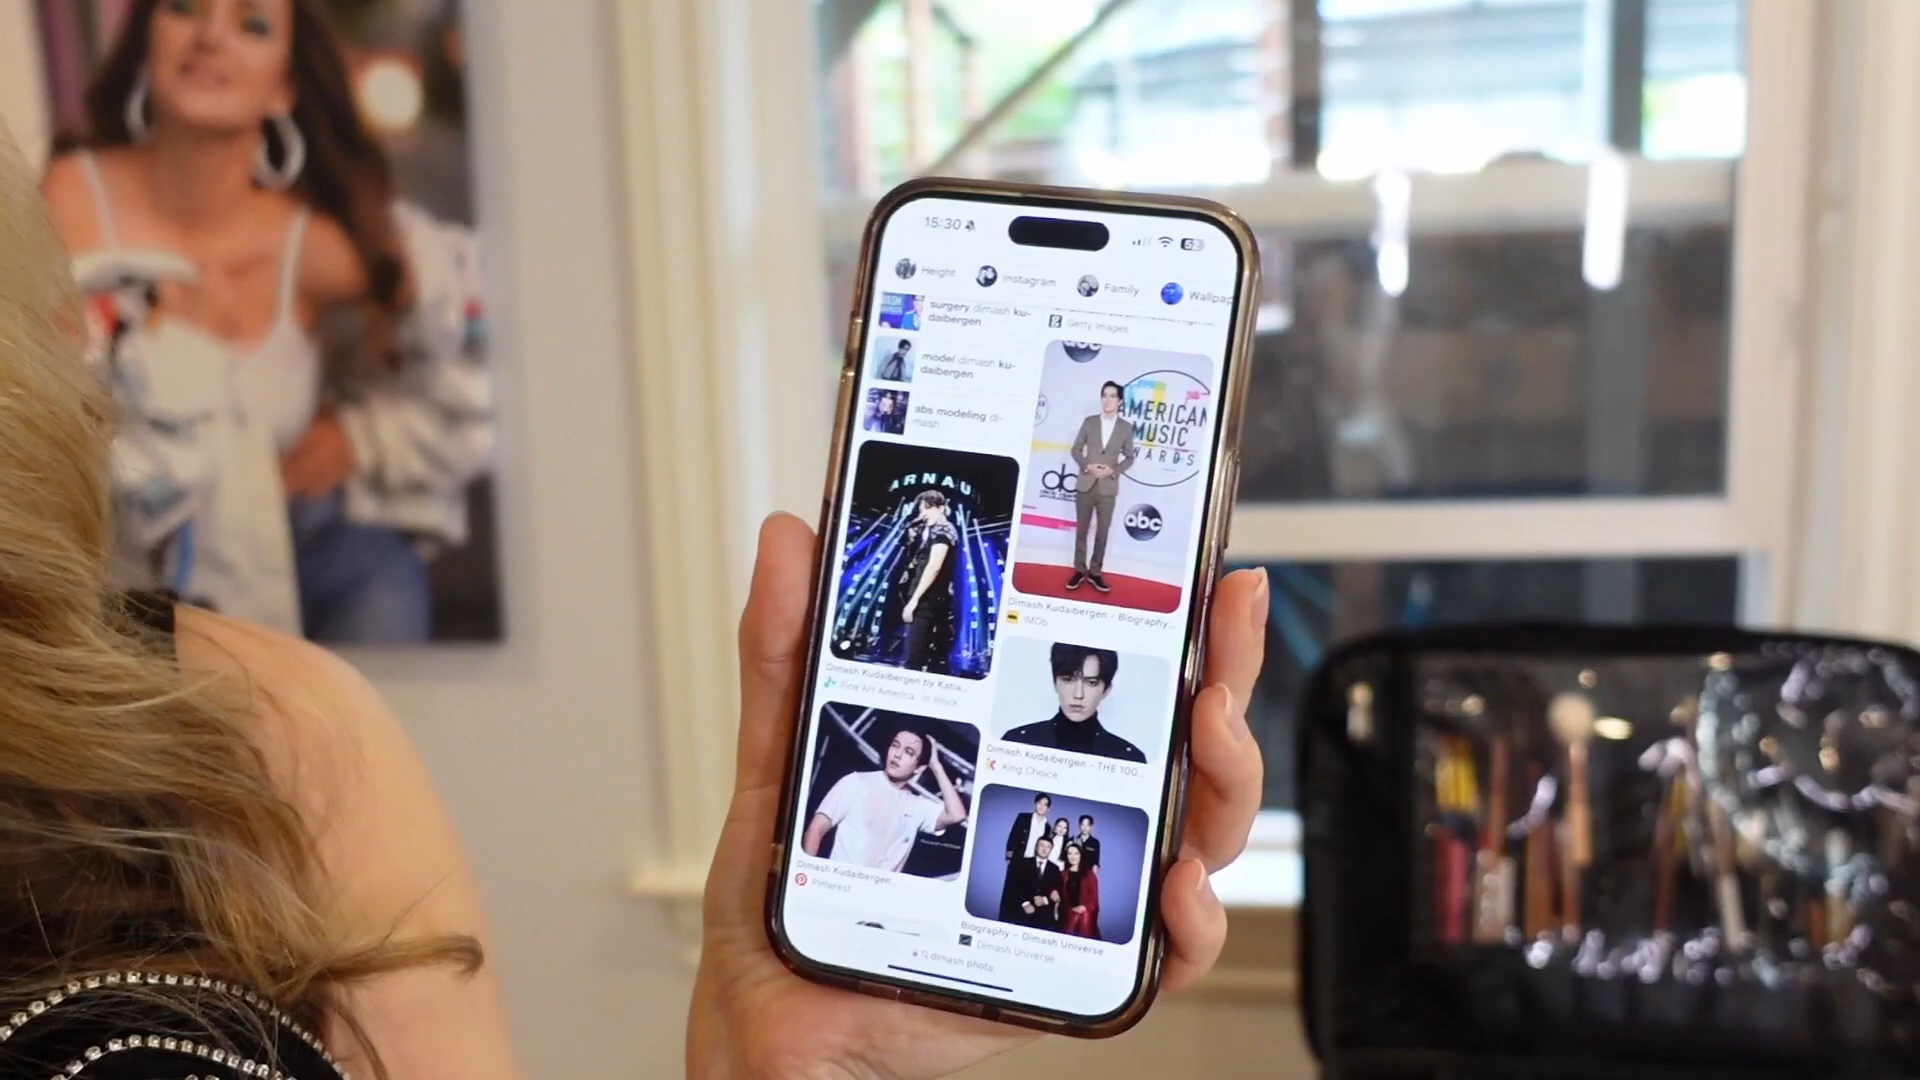 15:30
52
Height
Instagram
Family
Wallpap
surgery dimash ku-
daibergen
model dimash ku-
daibergen
abs modeling di-
mash
ARNAU
Dimash Kudaibergen by Katia...
Fine Art America · In stock
Dimash Kudaibergen...
Pinterest
Getty Images
abc
AMERICAN
MUSIC
AWARDS
abc
Dimash Kudaibergen - Biography...
IMDb
Dimash Kudaibergen - THE 100...
King Choice
Biography - Dimash Universe
Dimash Universe
dimash photo